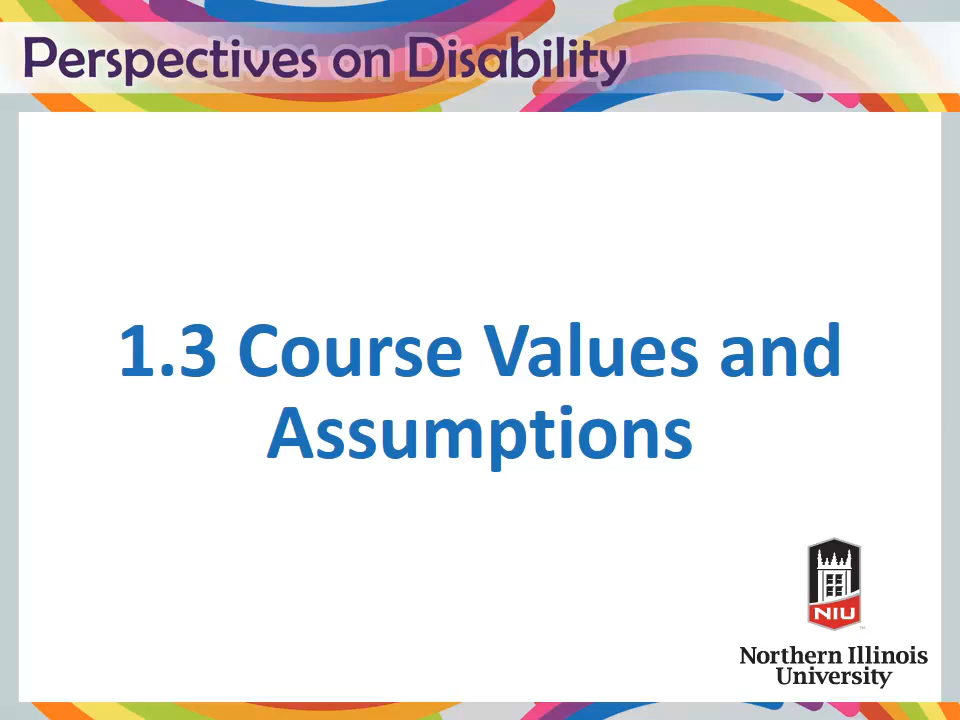 Perspectives on Disability
1.3 Course Values and
Assumptions
NIU
Northern Illinois
University